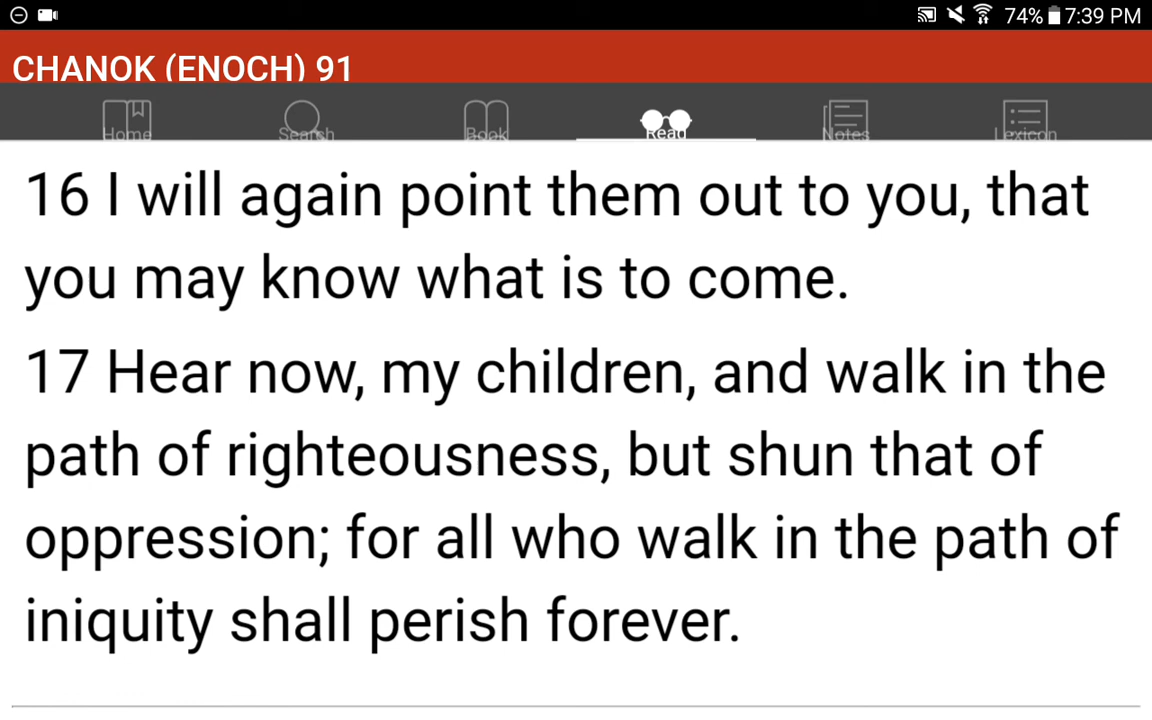 74% 7:39 PM
CHANOK (ENOCH) 91
Home Search Book Read Notes Lexicon
16 I will again point them out to you, that
you may know what is to come.
17 Hear now, my children, and walk in the
path of righteousness, but shun that of
oppression; for all who walk in the path of
iniquity shall perish forever.